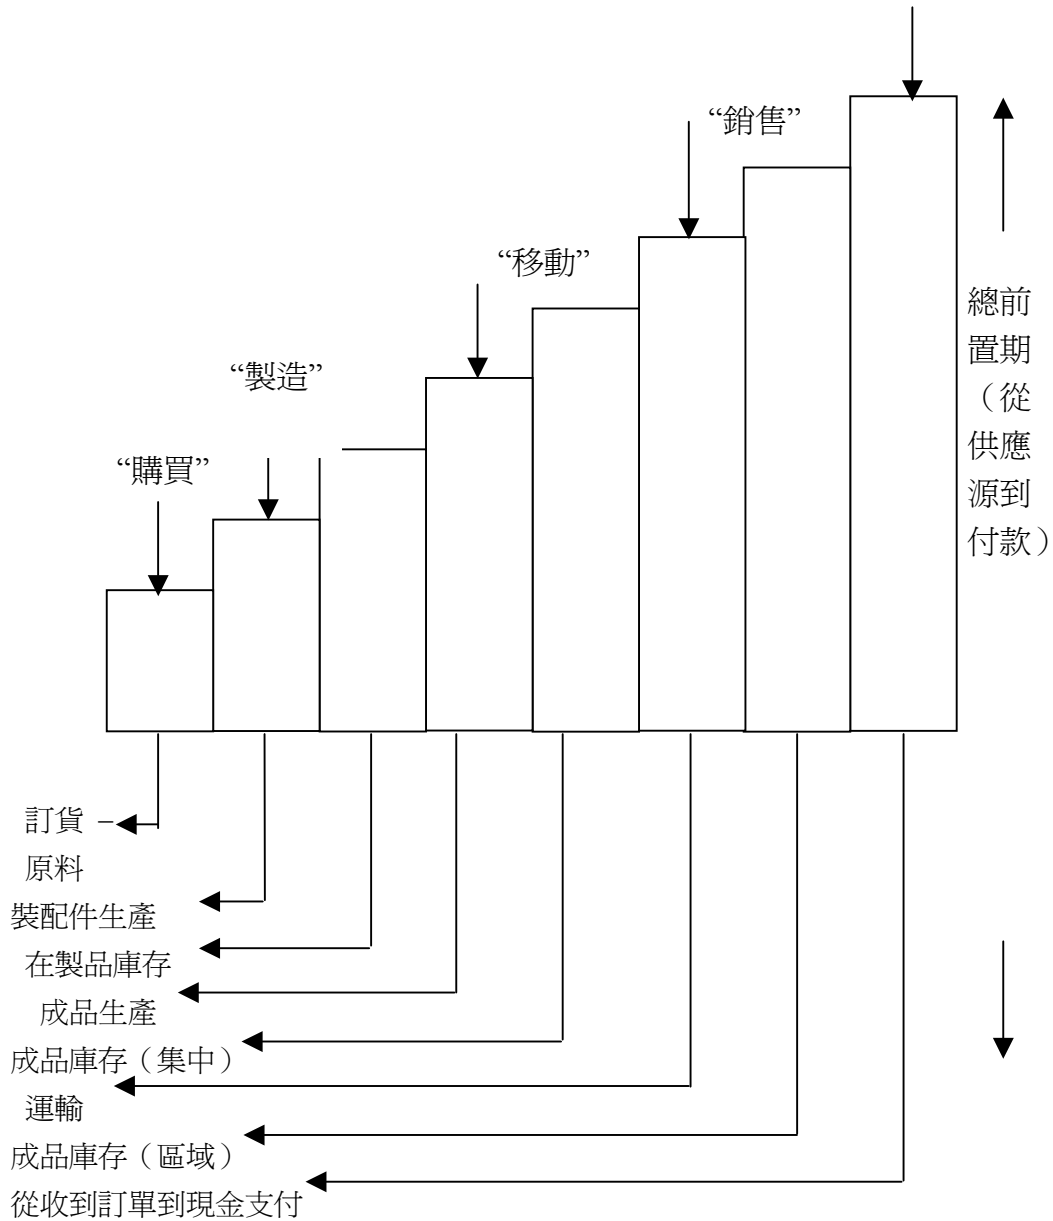 “銷售”
“移動”
“製造”
“購買”
總前
置期
（從
供應
源到
付款）
訂貨
原料
裝配件生產
在製品庫存
成品生產
成品庫存（集中）
運輸
成品庫存（區域）
從收到訂單到現金支付